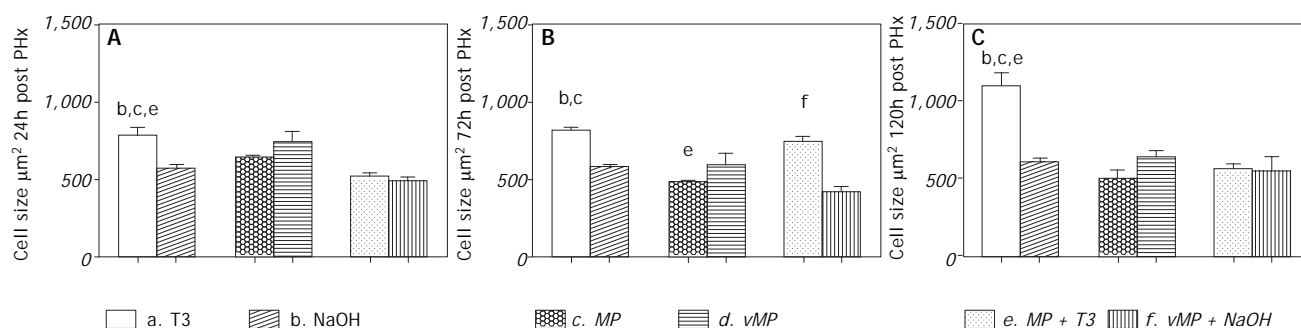 Cell size µm² 24h post PHx
1,500
1,000
500
0
A
b,c,e
Cell size µm² 72h post PHx
1,500
1,000
500
0
B
b,c
e
f
Cell size µm² 120h post PHx
1,500
1,000
500
0
C
b,c,e
a. T3
b. NaOH
c. MP
d. vMP
e. MP + T3
f. vMP + NaOH